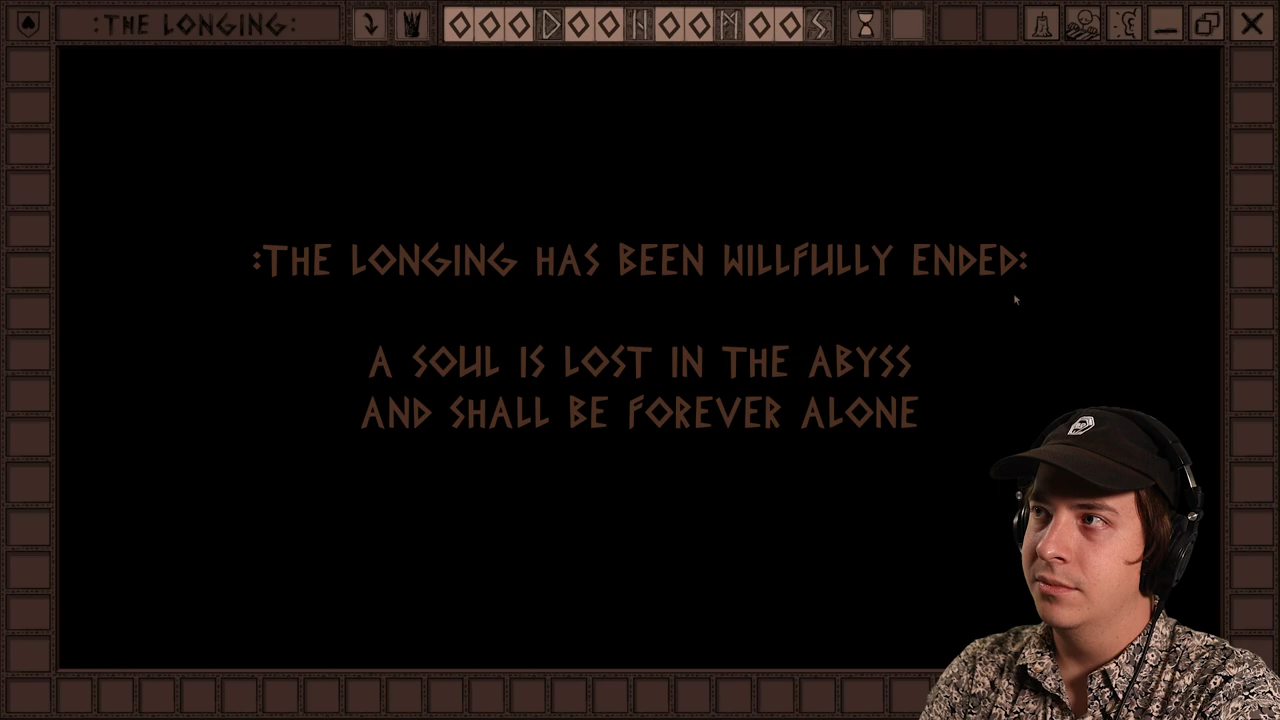 :THE LONGING:
◊◊◊D◊◊H◊◊M◊◊S
:THE LONGING HAS BEEN WILLFULLY ENDED:
A SOUL IS LOST IN THE ABYSS
AND SHALL BE FOREVER ALONE